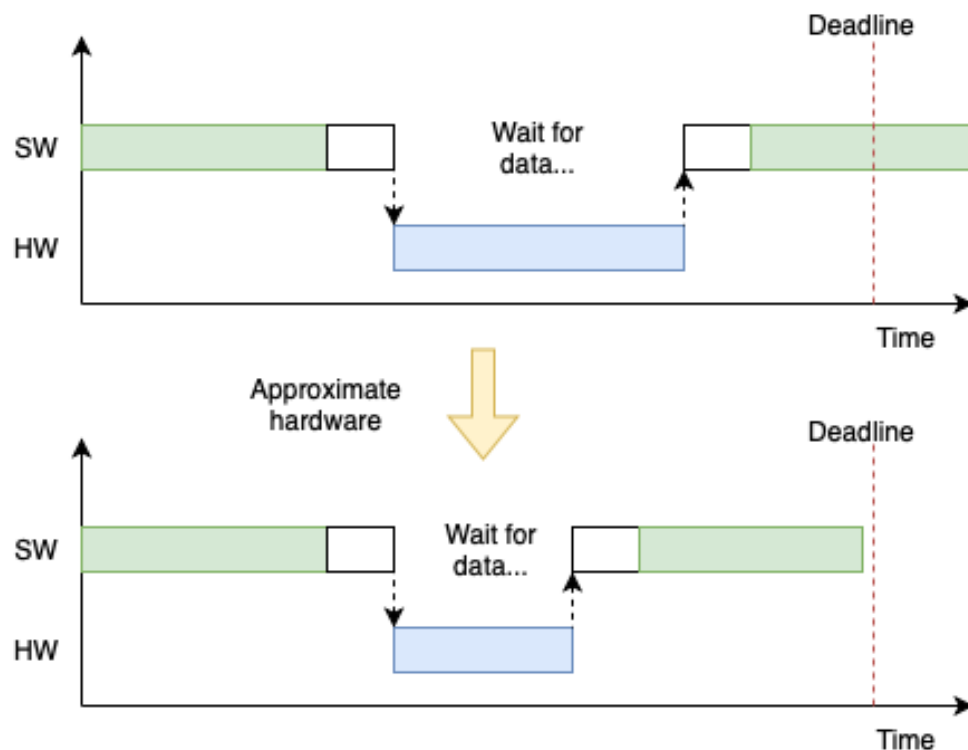 Deadline
SW
Wait for
data...
HW
Time
Approximate
hardware
Deadline
SW
Wait for
data...
HW
Time